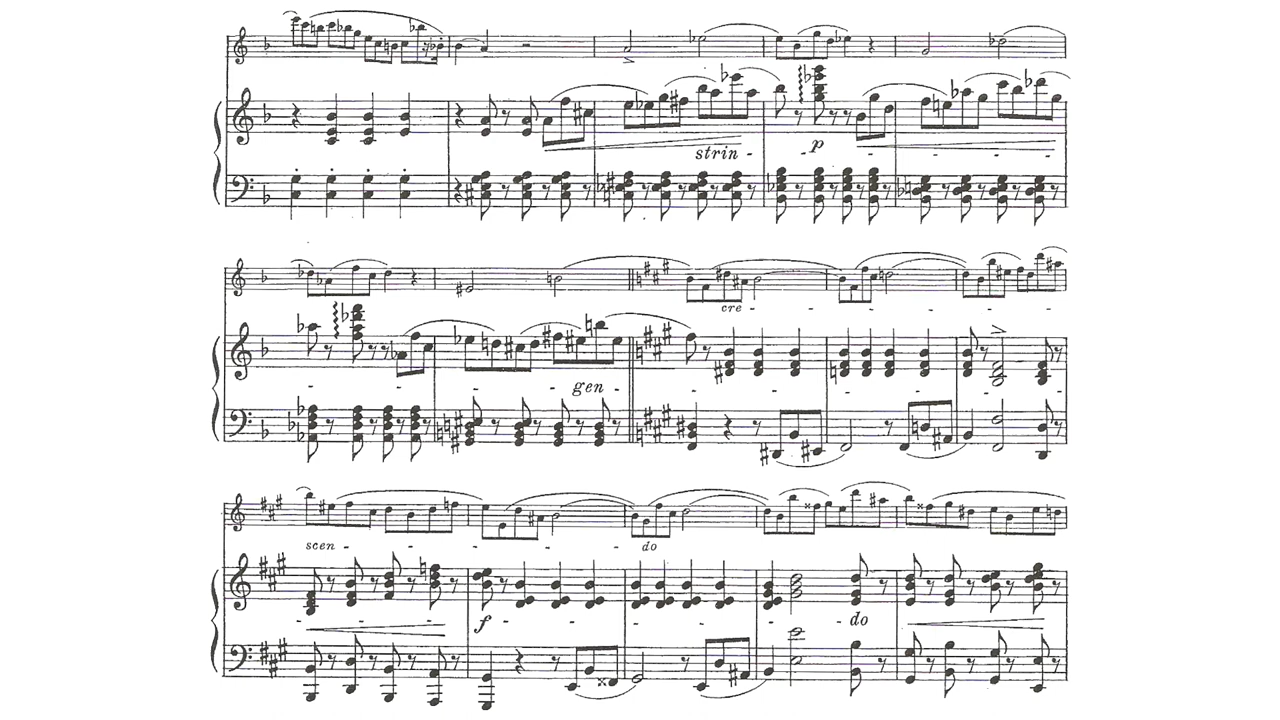 strin - - p - - - - - -
cre - - - - - - - -
- - - - gen - - - - - - -
scen - - - - - do - - - - - - -
- - - f - - - - - - do - - -